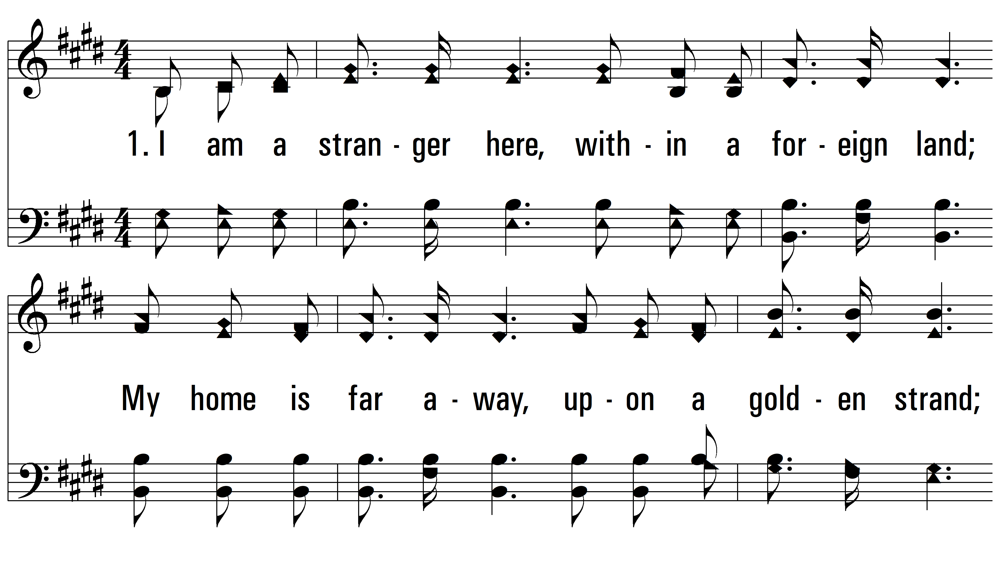 1. I am a stran - ger here, with - in a for - eign land;
My home is far a - way, up - on a gold - en strand;